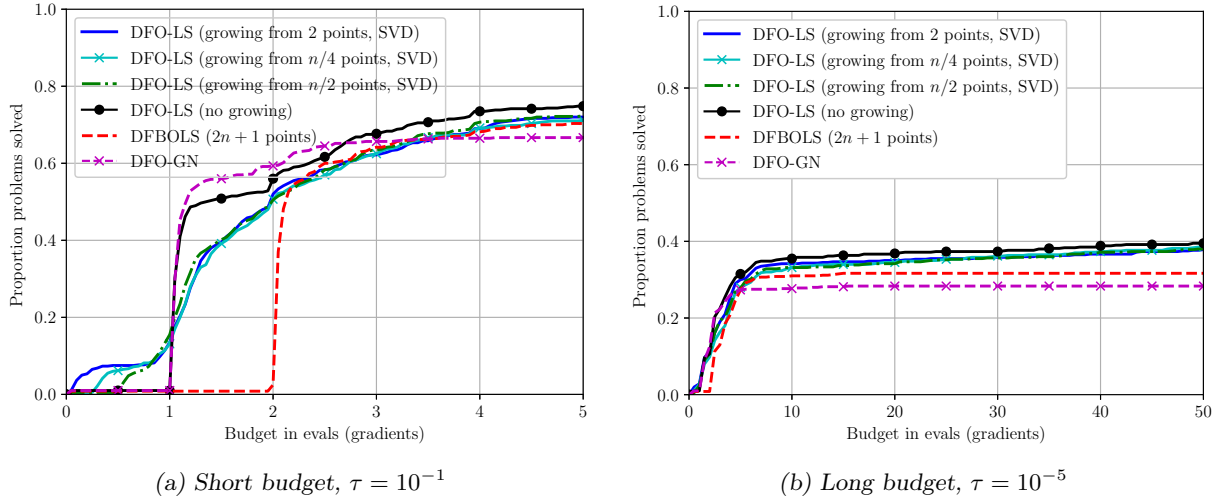 1.0
0.8
0.6
0.4
0.2
0.0
Proportion problems solved
DFO-LS (growing from 2 points, SVD)
DFO-LS (growing from n/4 points, SVD)
DFO-LS (growing from n/2 points, SVD)
DFO-LS (no growing)
DFBOLS (2n + 1 points)
DFO-GN
0 1 2 3 4 5
Budget in evals (gradients)
(a) Short budget, τ = 10⁻¹
1.0
0.8
0.6
0.4
0.2
0.0
Proportion problems solved
DFO-LS (growing from 2 points, SVD)
DFO-LS (growing from n/4 points, SVD)
DFO-LS (growing from n/2 points, SVD)
DFO-LS (no growing)
DFBOLS (2n + 1 points)
DFO-GN
0 10 20 30 40 50
Budget in evals (gradients)
(b) Long budget, τ = 10⁻⁵